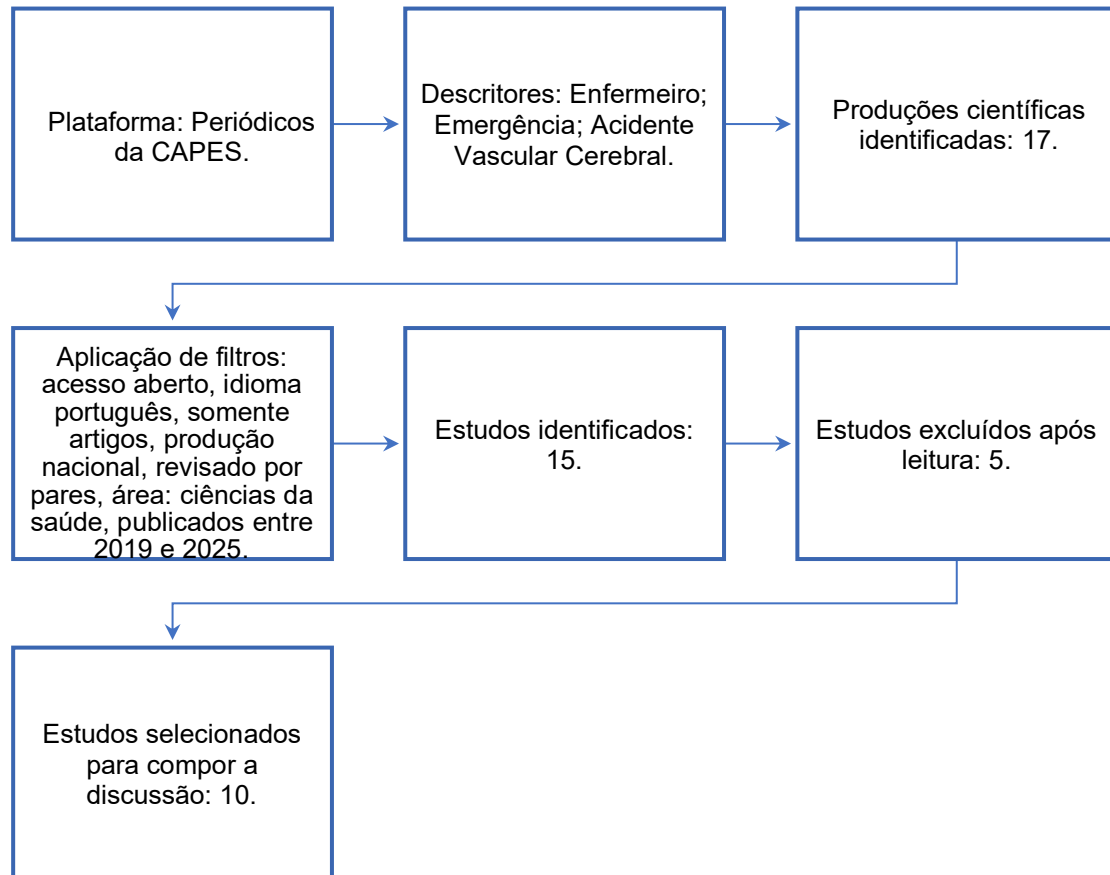 Plataforma: Periódicos
da CAPES.
Descritores: Enfermeiro;
Emergência; Acidente
Vascular Cerebral.
Produções científicas
identificadas: 17.
Aplicação de filtros:
acesso aberto, idioma
português, somente
artigos, produção
nacional, revisado por
pares, área: ciências da
saúde, publicados entre
2019 e 2025.
Estudos identificados:
15.
Estudos excluídos após
leitura: 5.
Estudos selecionados
para compor a
discussão: 10.